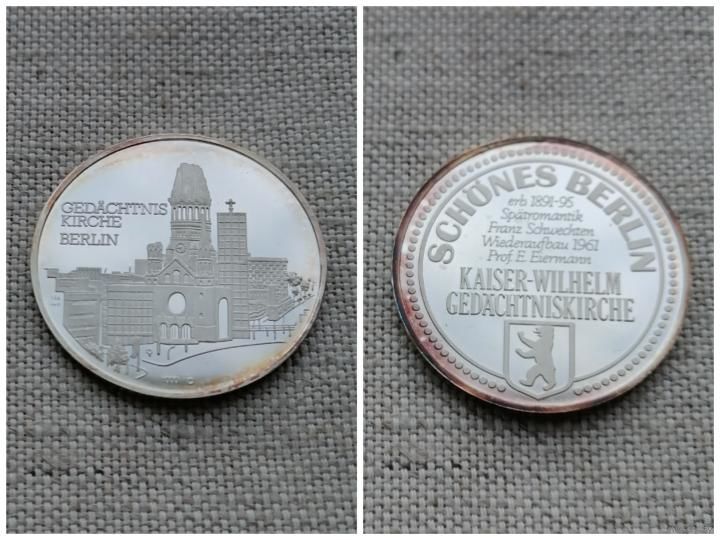 GEDÄCHTNIS
KIRCHE
BERLIN
SCHÖNES BERLIN
erb. 1891-95
Spätromantik
Franz Schwechten
Wiederaufbau 1961
Prof. E. Eiermann
KAISER-WILHELM
GEDÄCHTNISKIRCHE